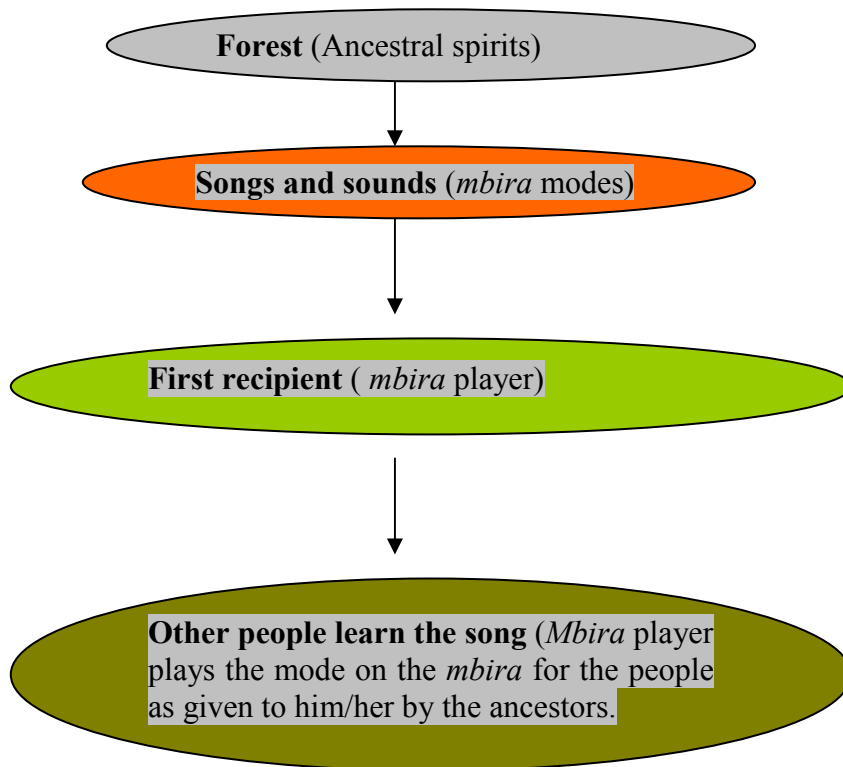 Forest (Ancestral spirits)
Songs and sounds (mbira modes)
First recipient ( mbira player)
Other people learn the song (Mbira player
plays the mode on the mbira for the people
as given to him/her by the ancestors.